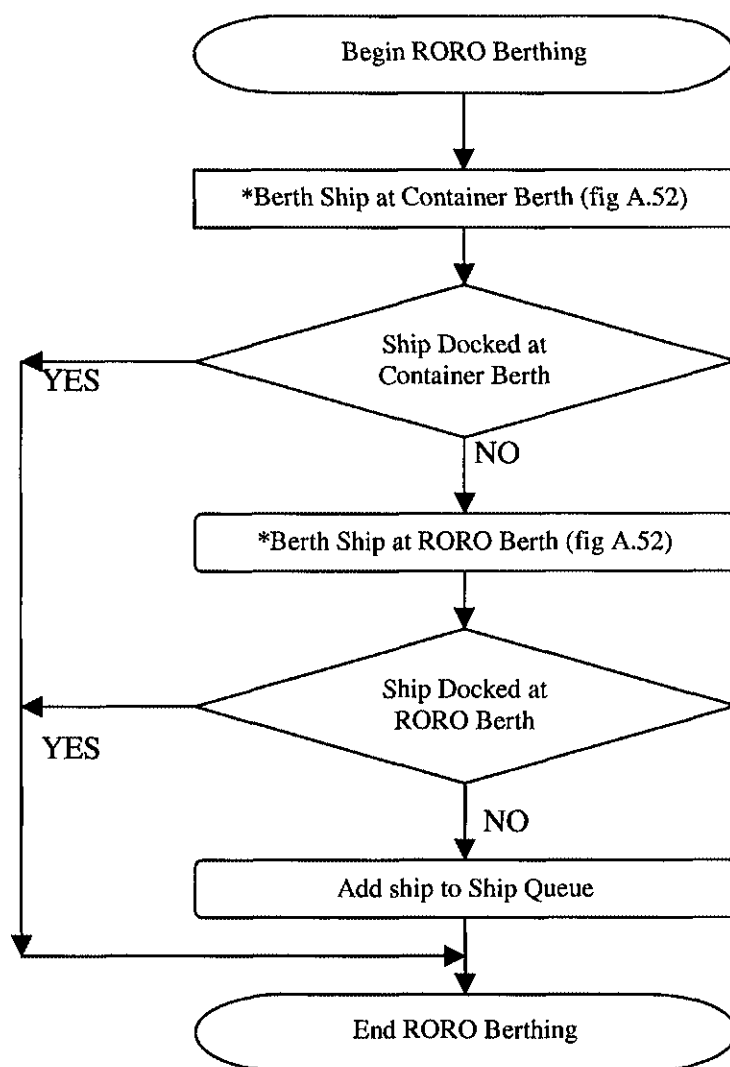 Begin RORO Berthing
*Berth Ship at Container Berth (fig A.52)
Ship Docked at
Container Berth
YES
NO
*Berth Ship at RORO Berth (fig A.52)
Ship Docked at
RORO Berth
YES
NO
Add ship to Ship Queue
End RORO Berthing